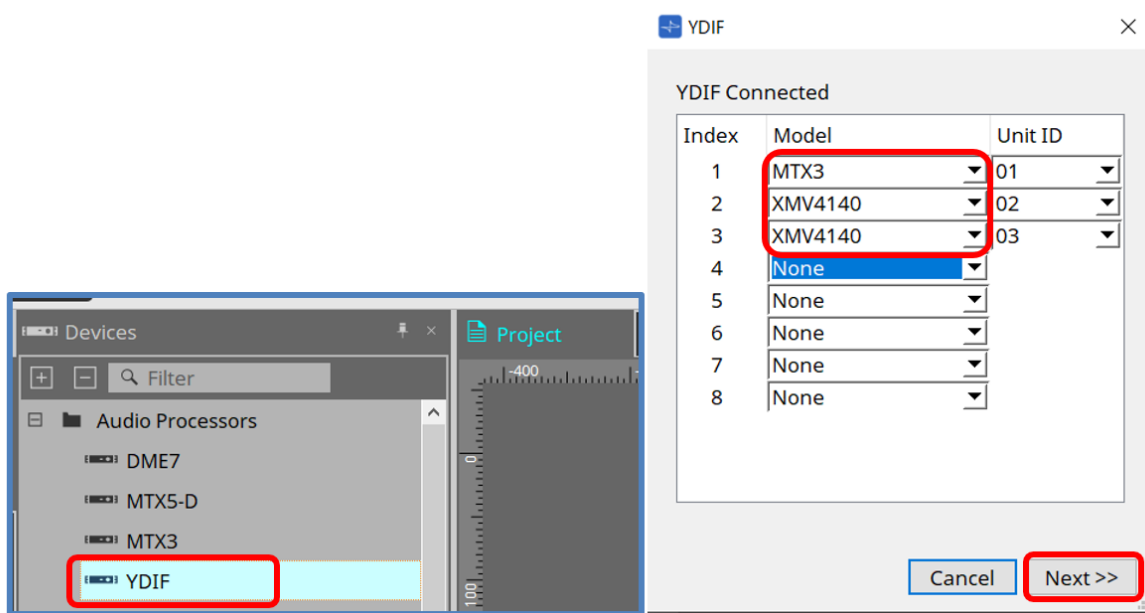 Devices
Project
Filter
-400
Audio Processors
DME7
0
MTX5-D
MTX3
YDIF
100
YDIF
YDIF Connected
Index Model Unit ID
1 MTX3 01
2 XMV4140 02
3 XMV4140 03
4 None
5 None
6 None
7 None
8 None
Cancel Next >>